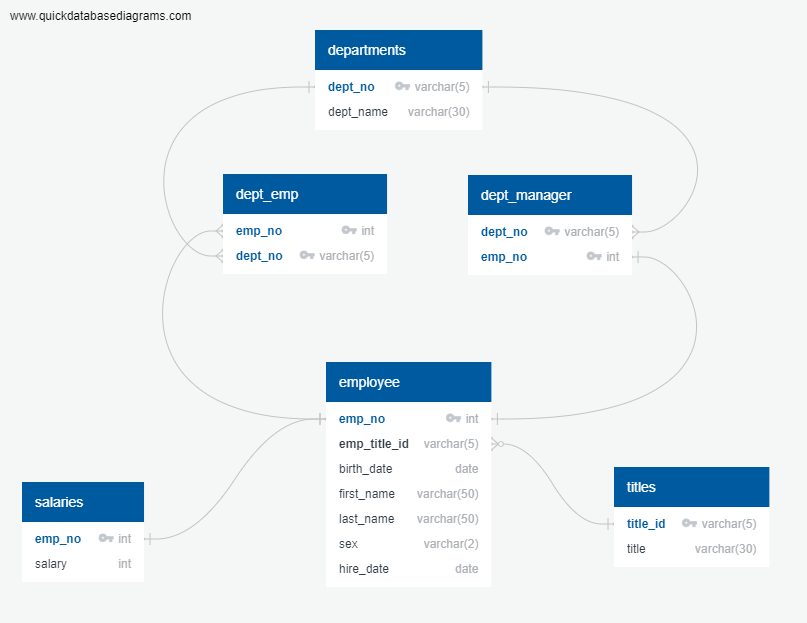 www.quickdatabasediagrams.com
departments
dept_no varchar(5)
dept_name varchar(30)
dept_emp
emp_no int
dept_no varchar(5)
dept_manager
dept_no varchar(5)
emp_no int
employee
emp_no int
emp_title_id varchar(5)
birth_date date
first_name varchar(50)
last_name varchar(50)
sex varchar(2)
hire_date date
salaries
emp_no int
salary int
titles
title_id varchar(5)
title varchar(30)